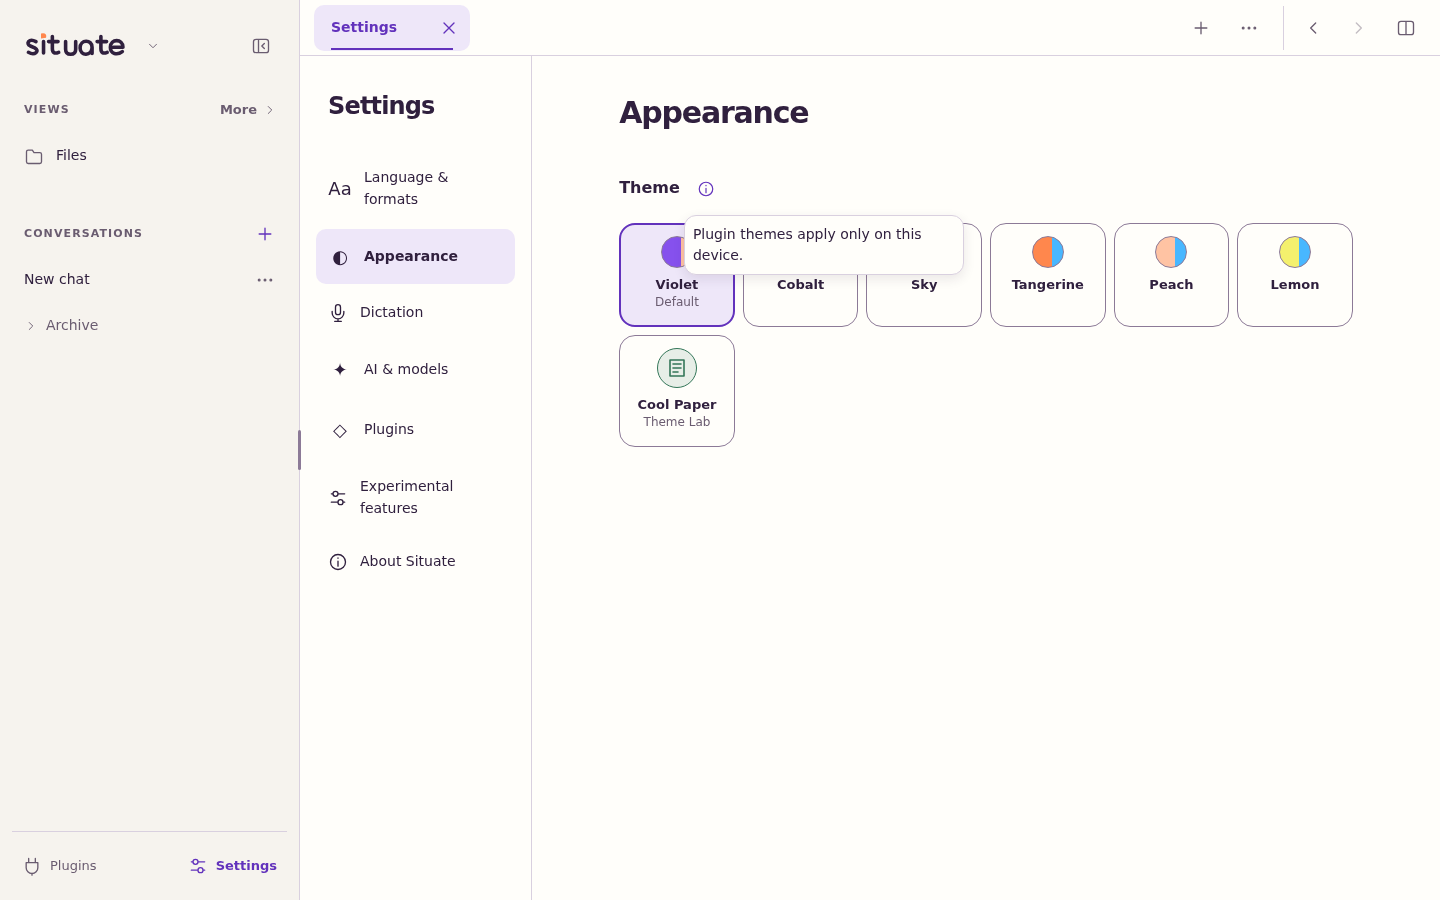 situate
VIEWS
More
Files
CONVERSATIONS
New chat
Archive
Plugins
Settings
Settings
Settings
Aa
Language &
formats
Appearance
Dictation
AI & models
Plugins
Experimental
features
About Situate
Appearance
Theme
Plugin themes apply only on this
device.
Violet
Default
Cobalt
Sky
Tangerine
Peach
Lemon
Cool Paper
Theme Lab